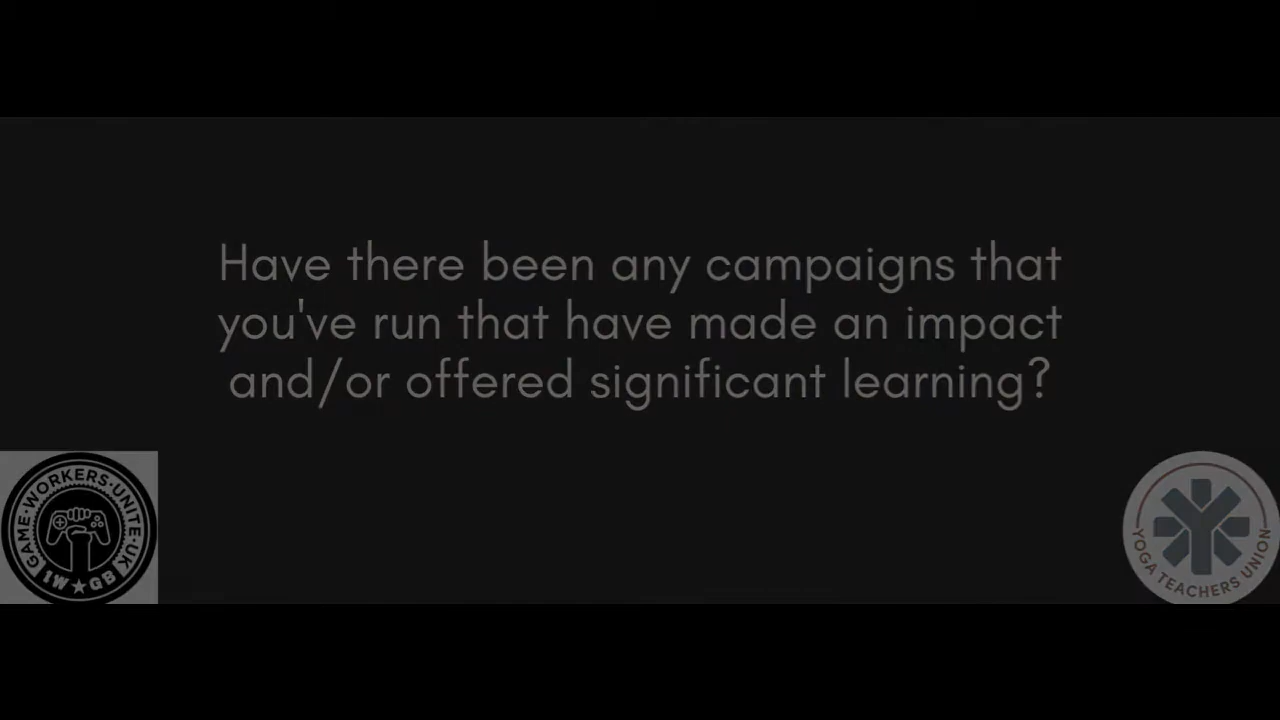 Have there been any campaigns that
you've run that have made an impact
and/or offered significant learning?
GAME·WORKERS·UNITE·UK
1W★GB
YOGA TEACHERS UNION